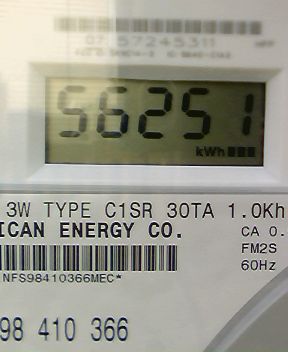 07 57245311
56251
kWh
3W TYPE C1SR 30TA 1.0Kh
ICAN ENERGY CO.
CA 0.
FM2S
60Hz
NFS98410366MEC*
98 410 366